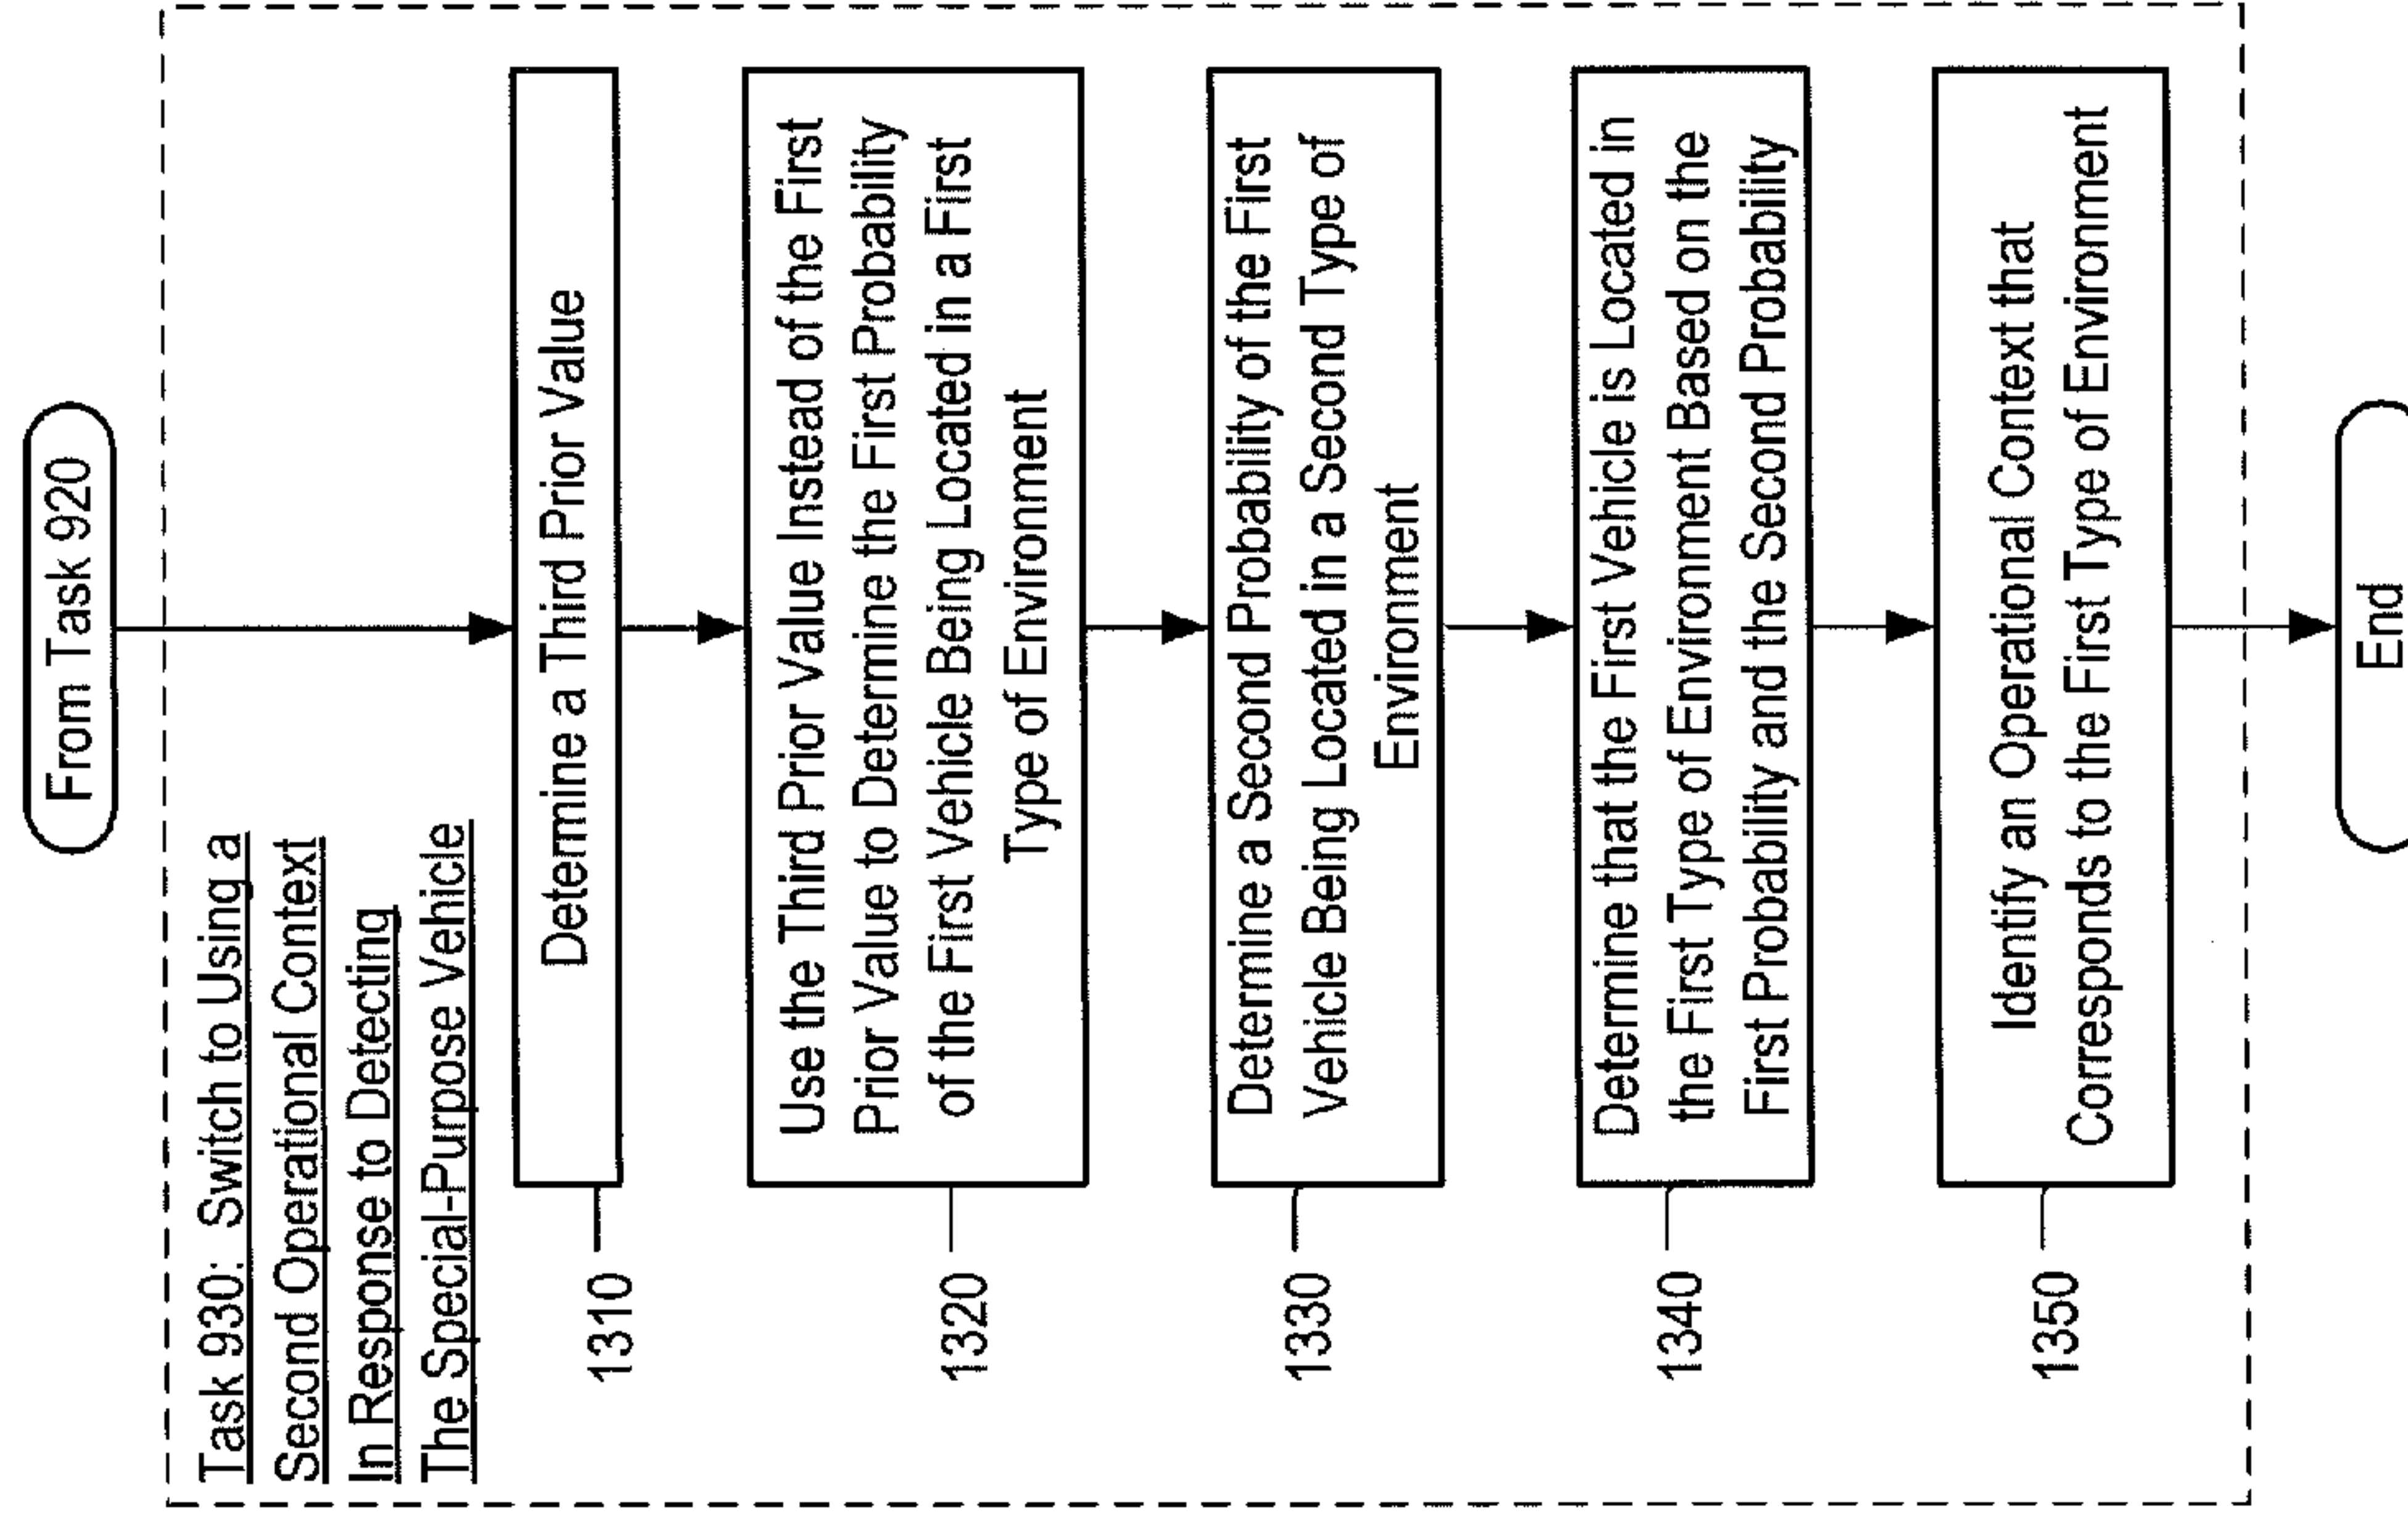 From Task 920
Task 930: Switch to Using a
Second Operational Context
In Response to Detecting
The Special-Purpose Vehicle
1310
Determine a Third Prior Value
1320
Use the Third Prior Value Instead of the First
Prior Value to Determine the First Probability
of the First Vehicle Being Located in a First
Type of Environment
1330
Determine a Second Probability of the First
Vehicle Being Located in a Second Type of
Environment
1340
Determine that the First Vehicle is Located in
the First Type of Environment Based on the
First Probability and the Second Probability
1350
Identify an Operational Context that
Corresponds to the First Type of Environment
End